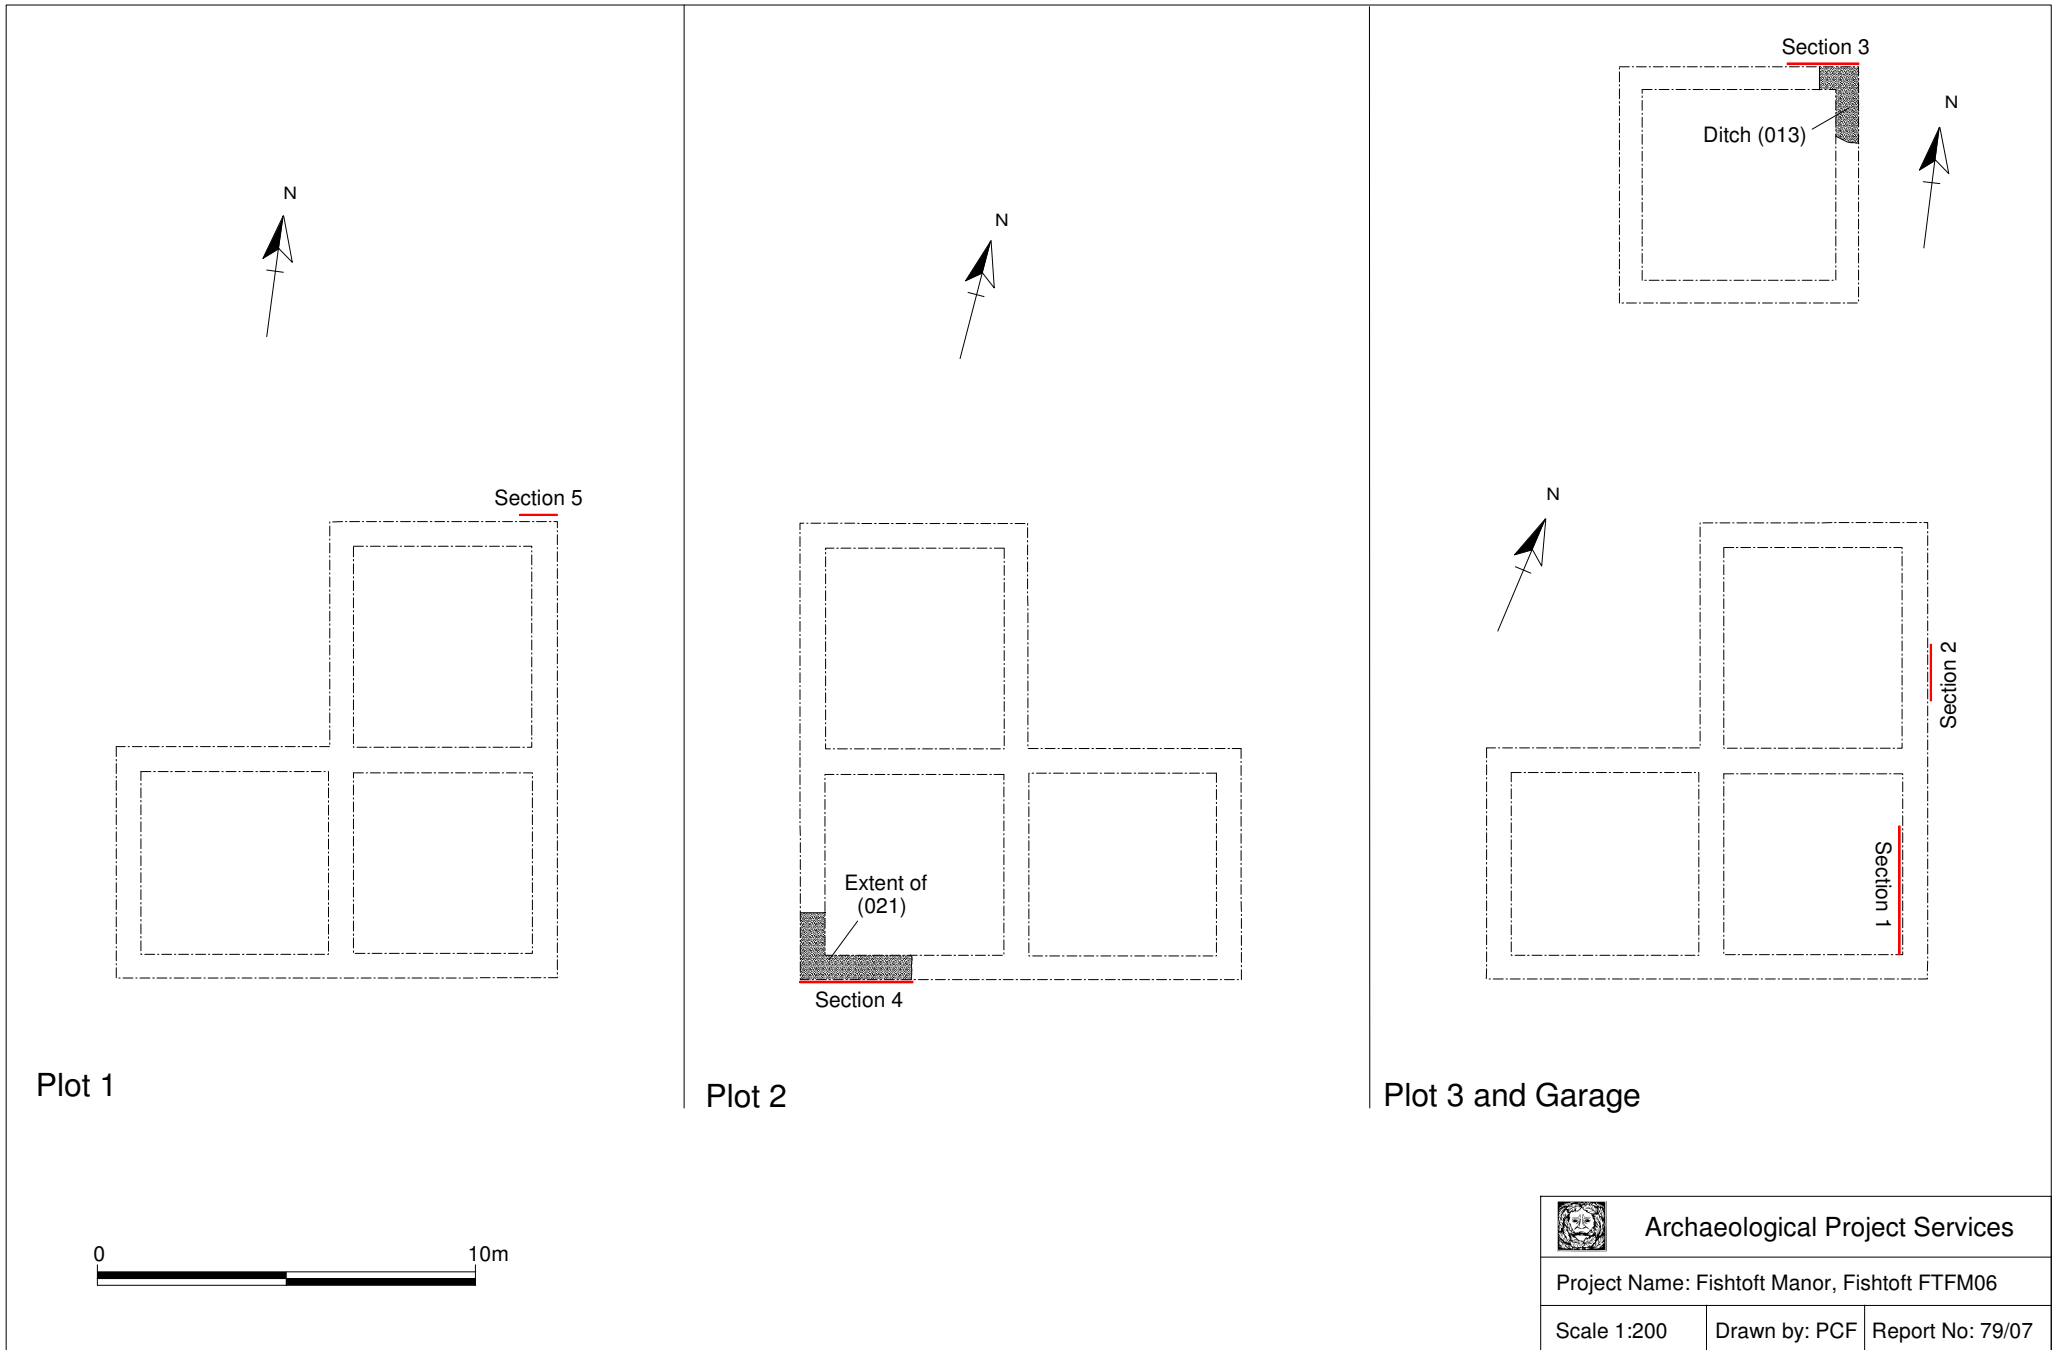 N
Section 5
Plot 1
N
Extent of
(021)
Section 4
Plot 2
Section 3
Ditch (013)
N
N
Section 2
Section 1
Plot 3 and Garage
0 10m
Archaeological Project Services
Project Name: Fishtoft Manor, Fishtoft FTFM06
Scale 1:200 Drawn by: PCF Report No: 79/07